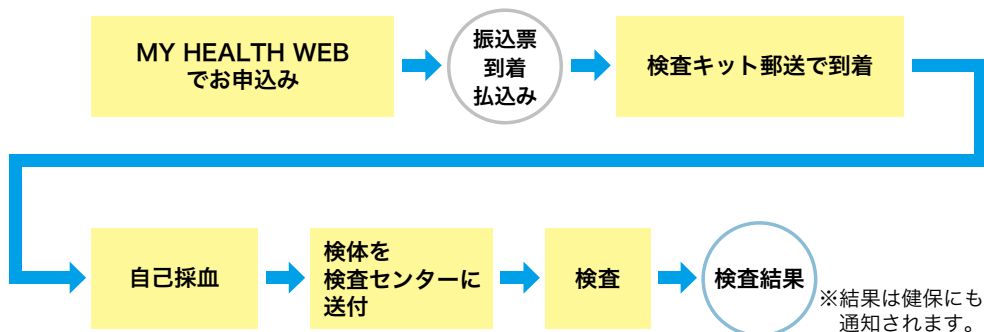 MY HEALTH WEB
でお申込み
振込票
到着
払込み
検査キット郵送で到着
自己採血
検体を
検査センターに
送付
検査
検査結果
※結果は健保にも
通知されます。